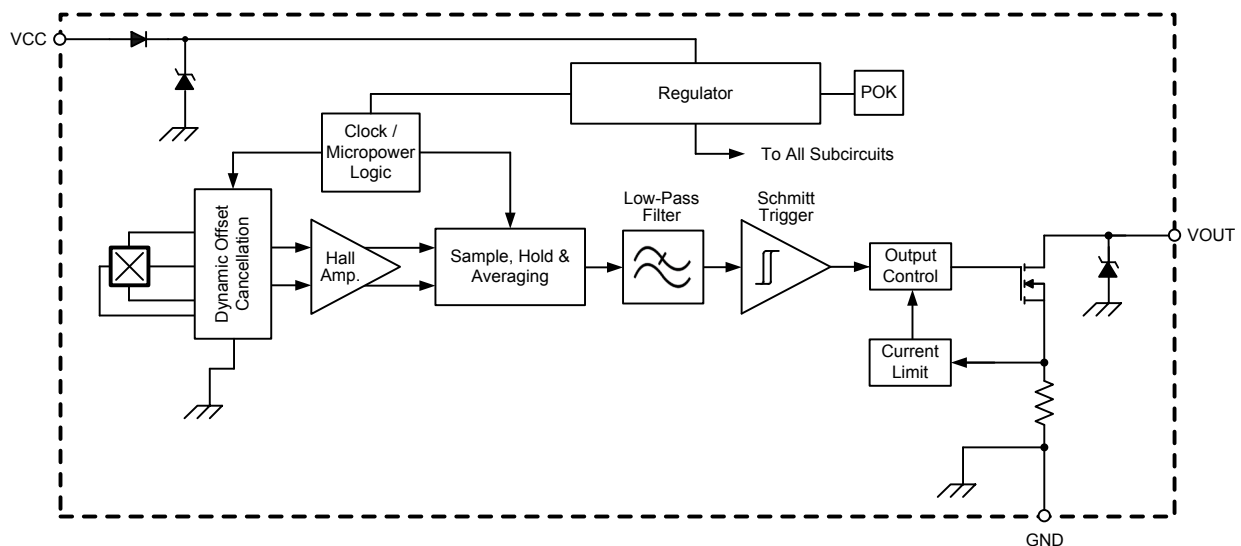 VCC
Regulator
POK
Clock /
Micropower
Logic
To All Subcircuits
Dynamic Offset
Cancellation
Hall
Amp.
Sample, Hold &
Averaging
Low-Pass
Filter
Schmitt
Trigger
Output
Control
Current
Limit
VOUT
GND